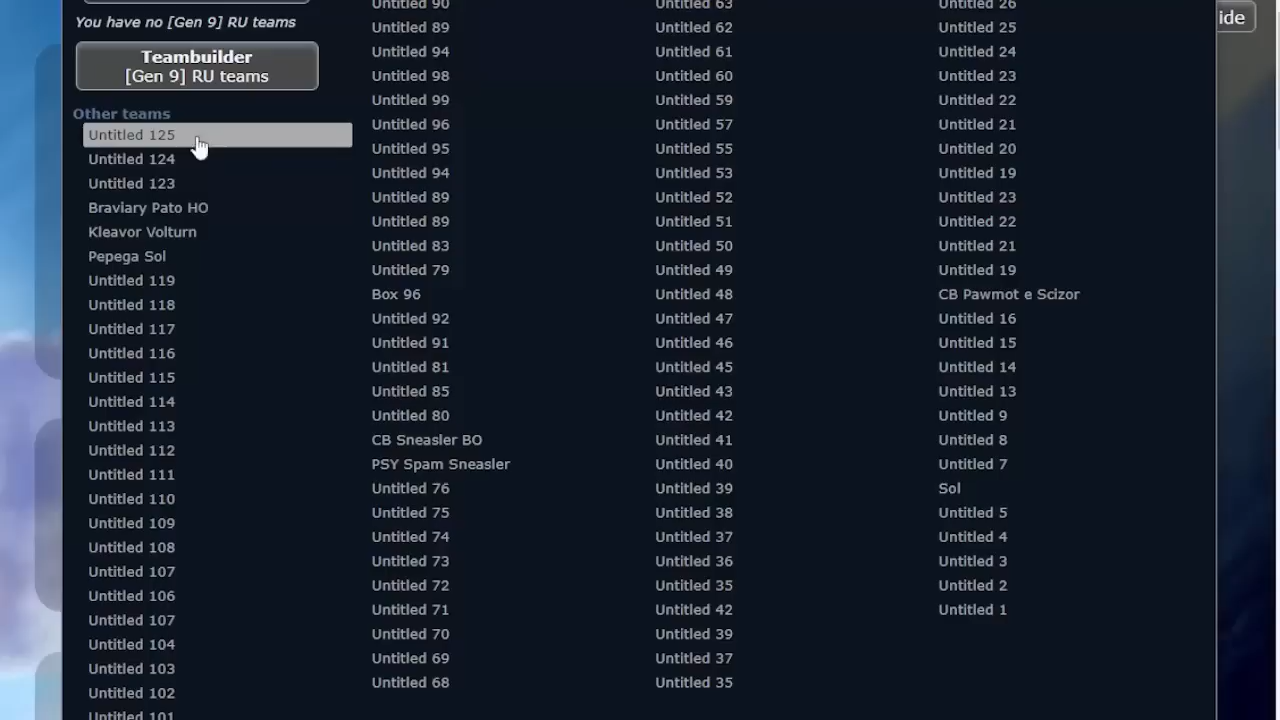 You have no [Gen 9] RU teams
Teambuilder
[Gen 9] RU teams
Other teams
Untitled 125
Untitled 124
Untitled 123
Braviary Pato HO
Kleavor Volturn
Pepega Sol
Untitled 119
Untitled 118
Untitled 117
Untitled 116
Untitled 115
Untitled 114
Untitled 113
Untitled 112
Untitled 111
Untitled 110
Untitled 109
Untitled 108
Untitled 107
Untitled 106
Untitled 107
Untitled 104
Untitled 103
Untitled 102
Untitled 101
Untitled 90
Untitled 89
Untitled 94
Untitled 98
Untitled 99
Untitled 96
Untitled 95
Untitled 94
Untitled 89
Untitled 89
Untitled 83
Untitled 79
Box 96
Untitled 92
Untitled 91
Untitled 81
Untitled 85
Untitled 80
CB Sneasler BO
PSY Spam Sneasler
Untitled 76
Untitled 75
Untitled 74
Untitled 73
Untitled 72
Untitled 71
Untitled 70
Untitled 69
Untitled 68
Untitled 63
Untitled 62
Untitled 61
Untitled 60
Untitled 59
Untitled 57
Untitled 55
Untitled 53
Untitled 52
Untitled 51
Untitled 50
Untitled 49
Untitled 48
Untitled 47
Untitled 46
Untitled 45
Untitled 43
Untitled 42
Untitled 41
Untitled 40
Untitled 39
Untitled 38
Untitled 37
Untitled 36
Untitled 35
Untitled 42
Untitled 39
Untitled 37
Untitled 35
Untitled 26
Untitled 25
Untitled 24
Untitled 23
Untitled 22
Untitled 21
Untitled 20
Untitled 19
Untitled 23
Untitled 22
Untitled 21
Untitled 19
CB Pawmot e Scizor
Untitled 16
Untitled 15
Untitled 14
Untitled 13
Untitled 9
Untitled 8
Untitled 7
Sol
Untitled 5
Untitled 4
Untitled 3
Untitled 2
Untitled 1
ide